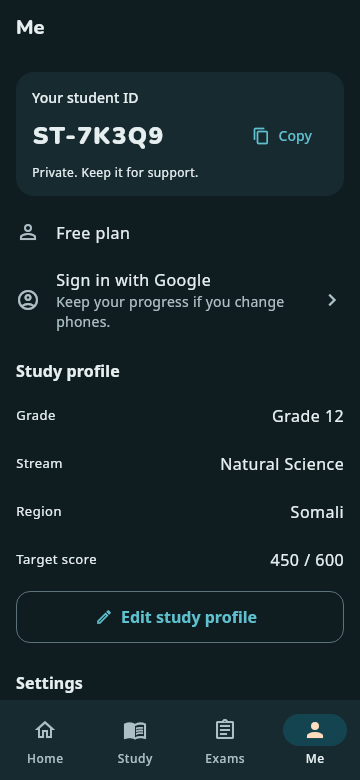 Me
Your student ID
ST-7K3Q9
Copy
Private. Keep it for support.
Free plan
Sign in with Google
Keep your progress if you change
phones.
Study profile
Grade
Grade 12
Stream
Natural Science
Region
Somali
Target score
450 / 600
Edit study profile
Settings
Home
Study
Exams
Me